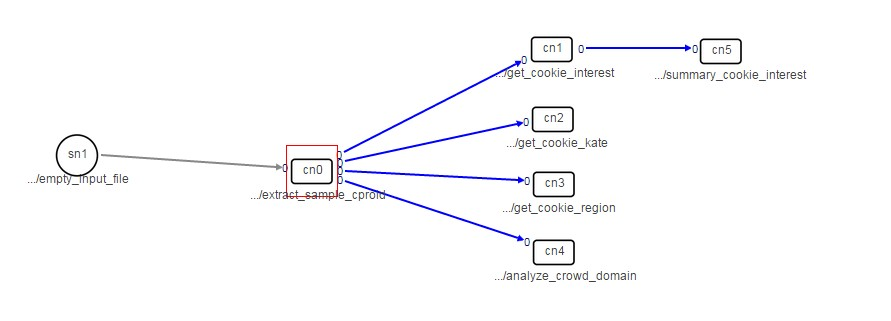 cn1
0
0
0
cn5
.../get_cookie_interest
.../summary_cookie_interest
cn2
0
.../get_cookie_kate
sn1
.../empty_input_file
0
cn0
0
0
0
0
.../extract_sample_cproid
cn3
0
.../get_cookie_region
0
cn4
.../analyze_crowd_domain